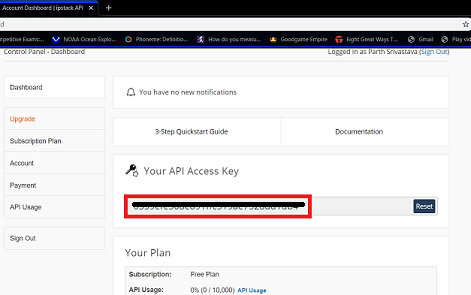 Account Dashboard | ipstack API
NOAA Ocean Explo...
Phoneme: Definitio...
How do you measu...
Goodgame Empire
Eight Great Ways T...
Gmail
Play vid
Control Panel - Dashboard
Logged in as Parth Srivastava (Sign Out)
Dashboard
Upgrade
Subscription Plan
Account
Payment
API Usage
Sign Out
You have no new notifications
3-Step Quickstart Guide
Documentation
Your API Access Key
Reset
Your Plan
Subscription: Free Plan
API Usage: 0% (0 / 10,000) API Usage